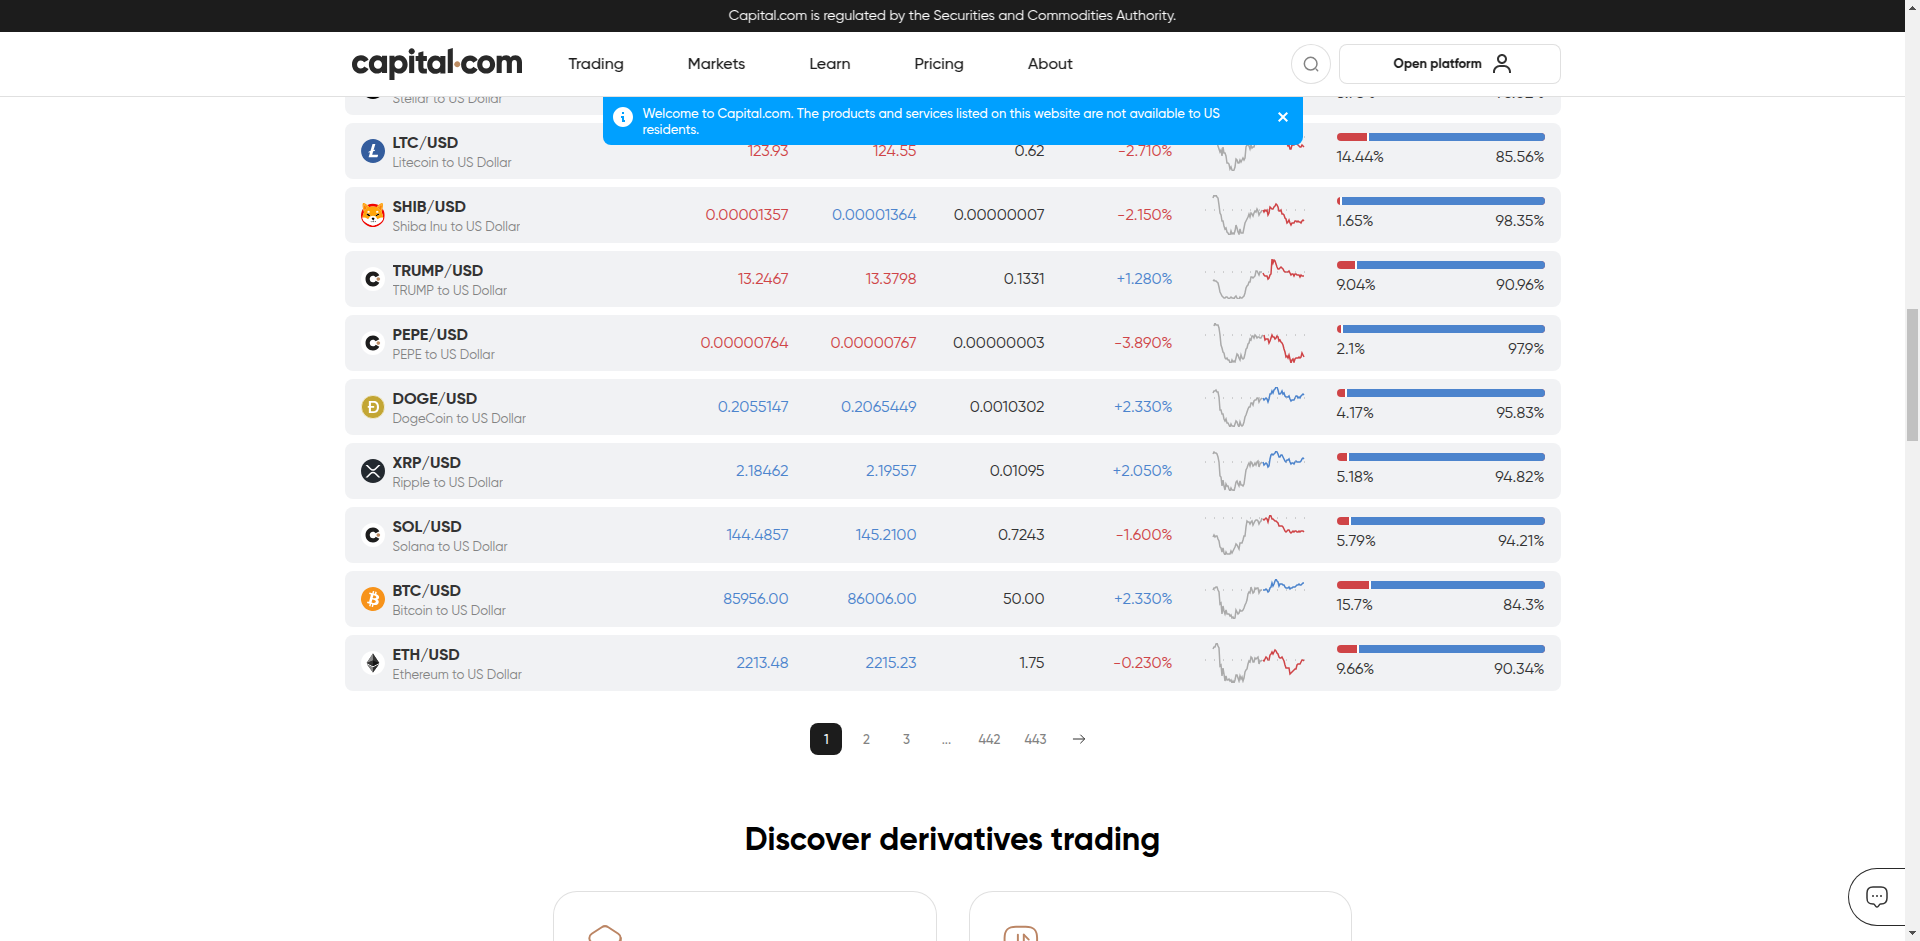 Capital.com is regulated by the Securities and Commodities Authority.
capital.com
Trading
Markets
Learn
Pricing
About
Open platform
Stellar to US Dollar
Welcome to Capital.com. The products and services listed on this website are not available to US
residents.
LTC/USD
Litecoin to US Dollar
123.93
124.55
0.62
-2.710%
14.44%
85.56%
SHIB/USD
Shiba Inu to US Dollar
0.00001357
0.00001364
0.00000007
-2.150%
1.65%
98.35%
TRUMP/USD
TRUMP to US Dollar
13.2467
13.3798
0.1331
+1.280%
9.04%
90.96%
PEPE/USD
PEPE to US Dollar
0.00000764
0.00000767
0.00000003
-3.890%
2.1%
97.9%
DOGE/USD
DogeCoin to US Dollar
0.2055147
0.2065449
0.0010302
+2.330%
4.17%
95.83%
XRP/USD
Ripple to US Dollar
2.18462
2.19557
0.01095
+2.050%
5.18%
94.82%
SOL/USD
Solana to US Dollar
144.4857
145.2100
0.7243
-1.600%
5.79%
94.21%
BTC/USD
Bitcoin to US Dollar
85956.00
86006.00
50.00
+2.330%
15.7%
84.3%
ETH/USD
Ethereum to US Dollar
2213.48
2215.23
1.75
-0.230%
9.66%
90.34%
1
2
3
...
442
443
Discover derivatives trading